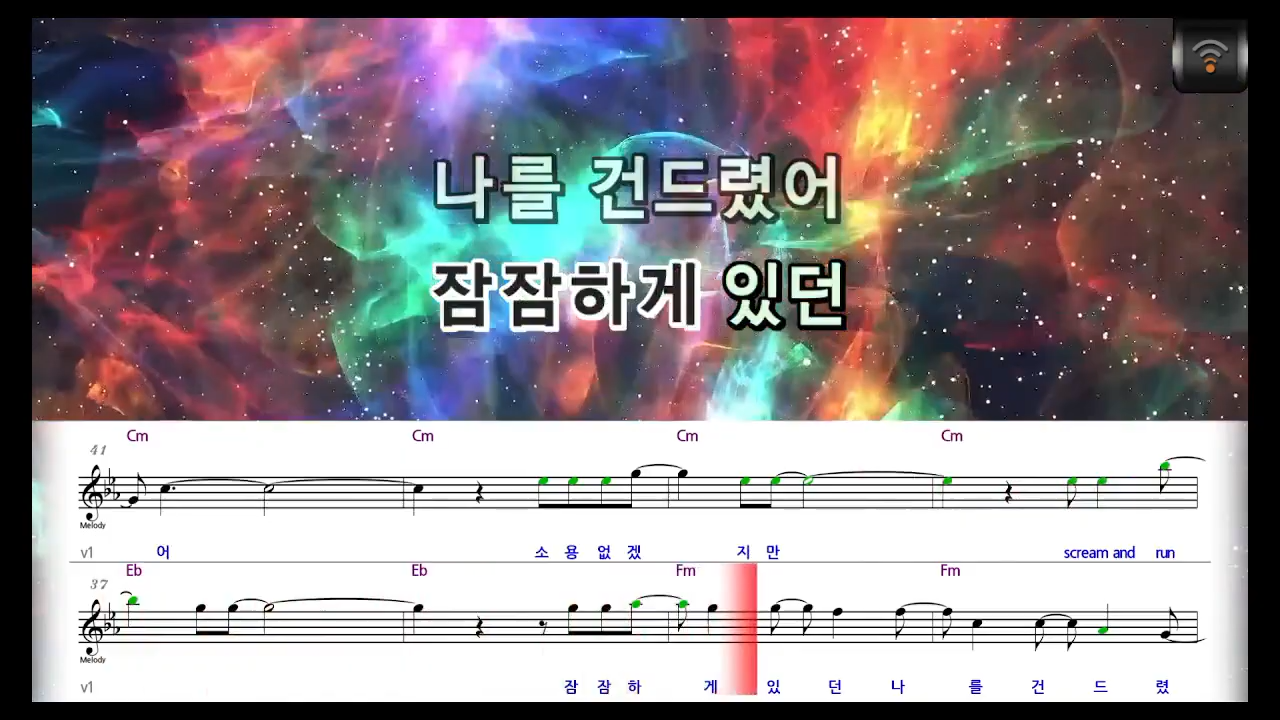 나를 건드렸어
잠잠하게 있던
Cm Cm Cm Cm
41
Melody
v1 어 소 용 없 겠 지 만 scream and run
Eb Eb Fm Fm
37
Melody
v1 잠 잠 하 게 있 던 나 를 건 드 렸